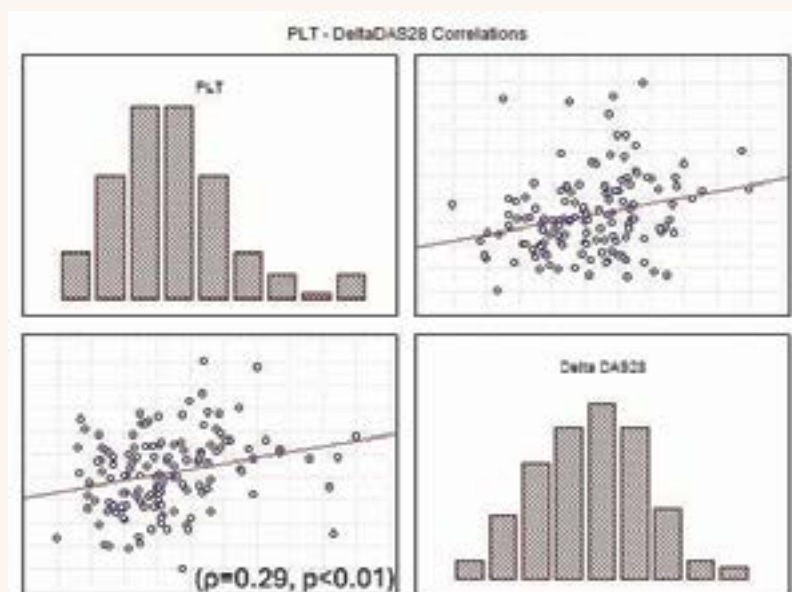 PLT - DeltaDAS28 Correlations
PLT
Delta DAS28
(ρ=0.29, p<0.01)